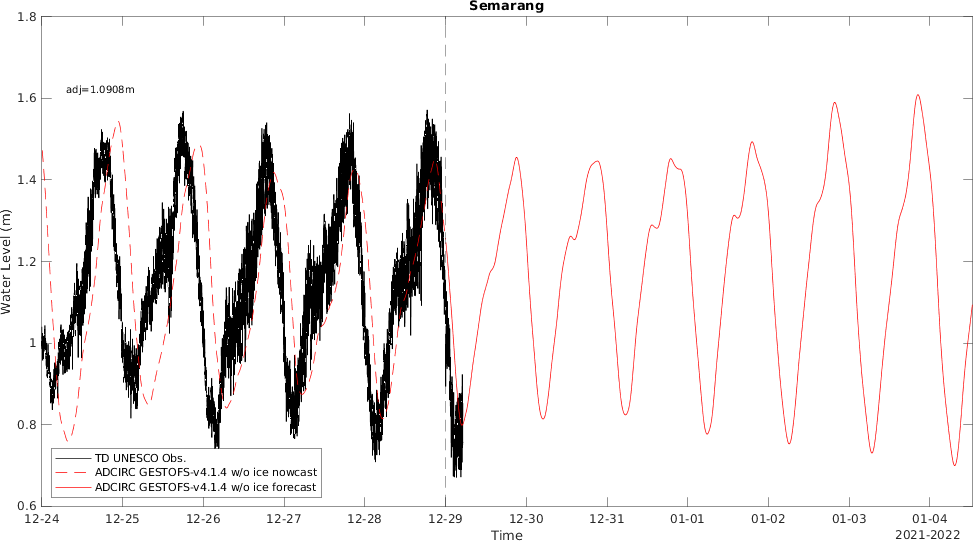 Semarang
Water Level (m)
1.8
1.6
1.4
1.2
1
0.8
0.6
adj=1.0908m
TD UNESCO Obs.
ADCIRC GESTOFS-v4.1.4 w/o ice nowcast
ADCIRC GESTOFS-v4.1.4 w/o ice forecast
12-24 12-25 12-26 12-27 12-28 12-29 12-30 12-31 01-01 01-02 01-03 01-04
Time
2021-2022